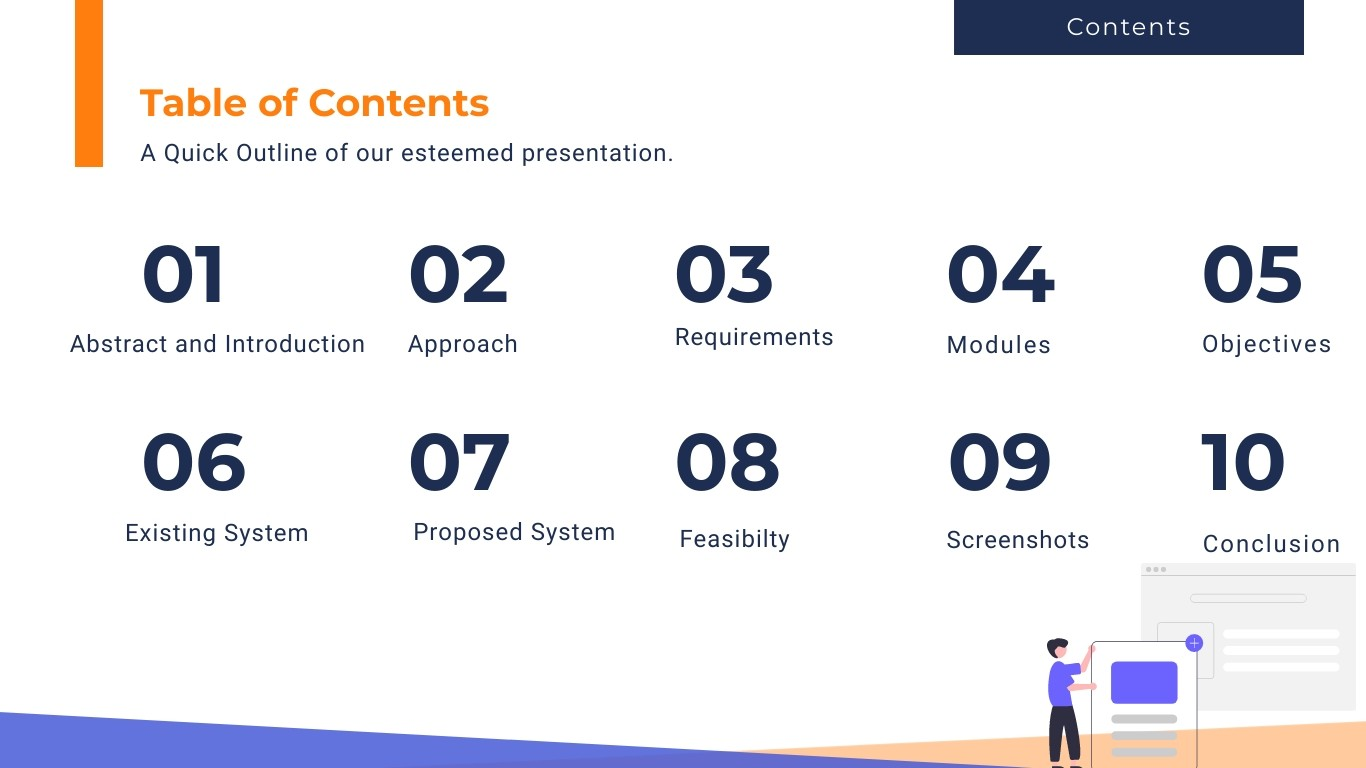 Contents
Table of Contents
A Quick Outline of our esteemed presentation.
01
02
03
04
05
Abstract and Introduction
Approach
Requirements
Modules
Objectives
06
07
08
09
10
Existing System
Proposed System
Feasibilty
Screenshots
Conclusion